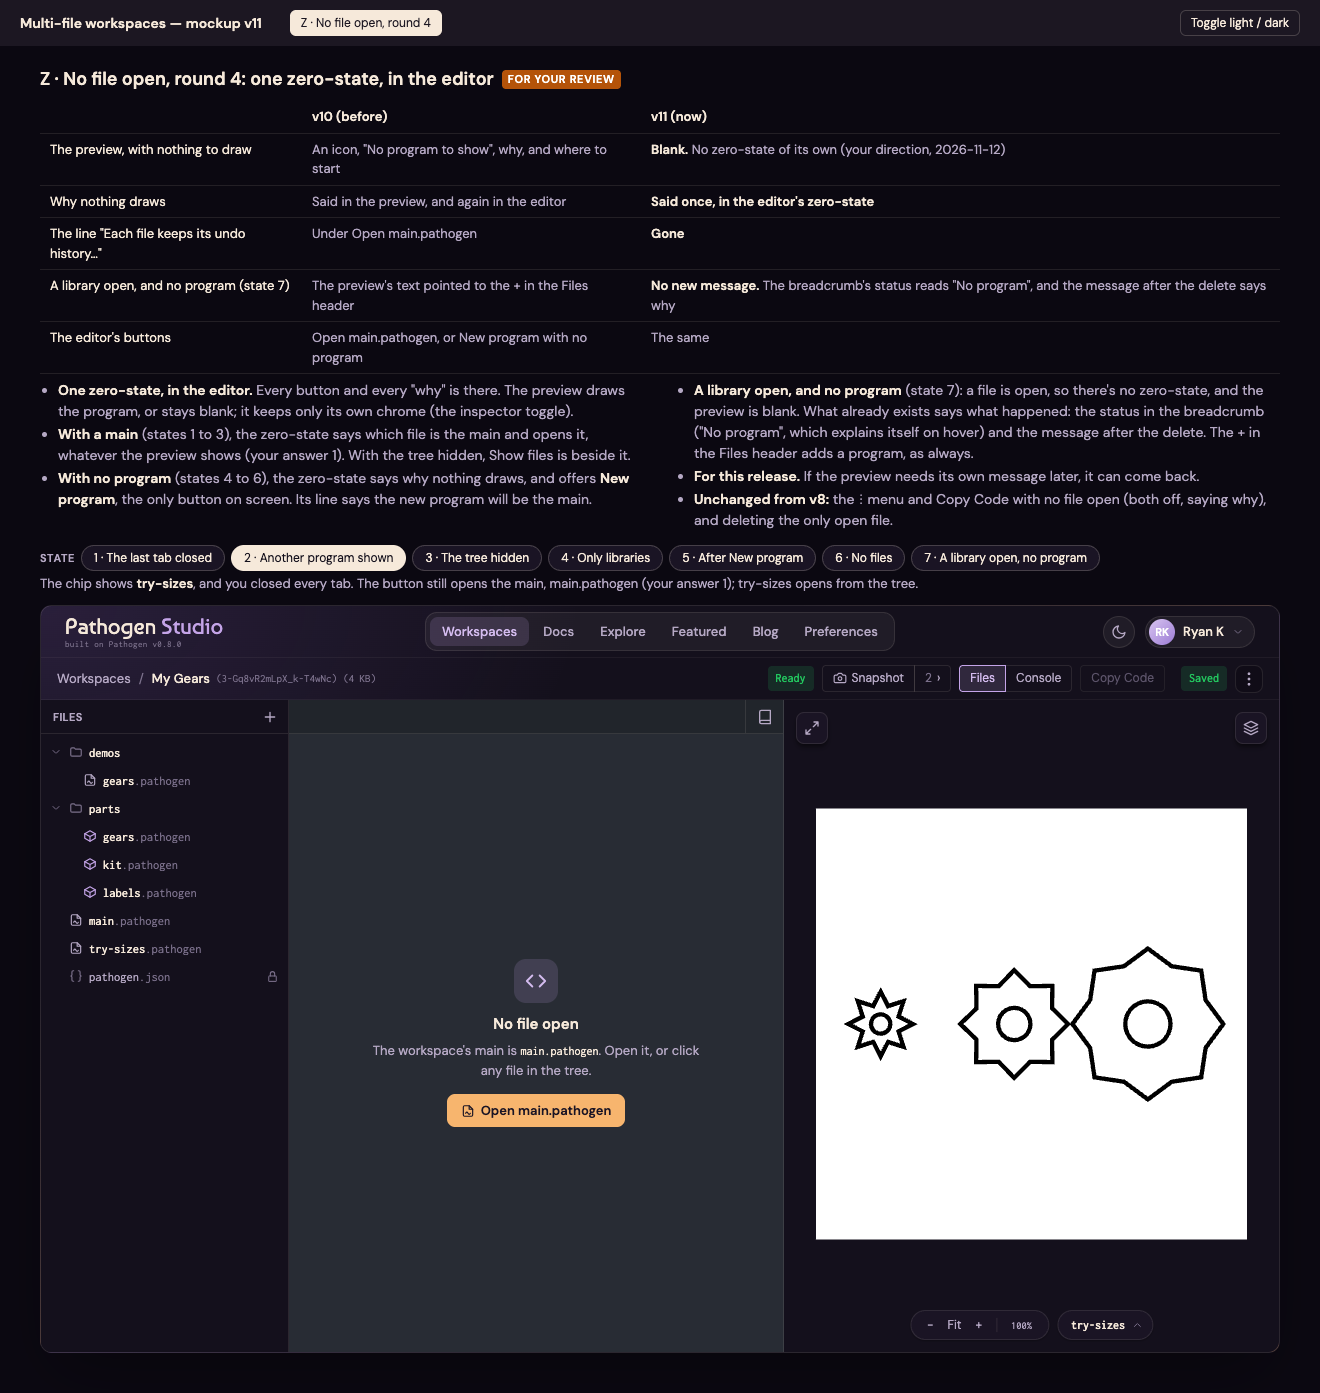 Multi-file workspaces — mockup v11
Z · No file open, round 4
Toggle light / dark
Z · No file open, round 4: one zero-state, in the editor
FOR YOUR REVIEW
v10 (before)
v11 (now)
The preview, with nothing to draw
An icon, "No program to show", why, and where to
start
Blank. No zero-state of its own (your direction, 2026-11-12)
Why nothing draws
Said in the preview, and again in the editor
Said once, in the editor's zero-state
The line "Each file keeps its undo
history…"
Under Open main.pathogen
Gone
A library open, and no program (state 7)
The preview's text pointed to the + in the Files
header
No new message. The breadcrumb's status reads "No program", and the message after the delete says
why
The editor's buttons
Open main.pathogen, or New program with no
program
The same
• One zero-state, in the editor. Every button and every "why" is there. The preview draws
the program, or stays blank; it keeps only its own chrome (the inspector toggle).
• With a main (states 1 to 3), the zero-state says which file is the main and opens it,
whatever the preview shows (your answer 1). With the tree hidden, Show files is beside it.
• With no program (states 4 to 6), the zero-state says why nothing draws, and offers New
program, the only button on screen. Its line says the new program will be the main.
• A library open, and no program (state 7): a file is open, so there's no zero-state, and the
preview is blank. What already exists says what happened: the status in the breadcrumb
("No program", which explains itself on hover) and the message after the delete. The + in
the Files header adds a program, as always.
• For this release. If the preview needs its own message later, it can come back.
• Unchanged from v8: the ⋮ menu and Copy Code with no file open (both off, saying why),
and deleting the only open file.
STATE
1 · The last tab closed
2 · Another program shown
3 · The tree hidden
4 · Only libraries
5 · After New program
6 · No files
7 · A library open, no program
The chip shows try-sizes, and you closed every tab. The button still opens the main, main.pathogen (your answer 1); try-sizes opens from the tree.
Pathogen Studio
built on Pathogen v0.8.0
Workspaces
Docs
Explore
Featured
Blog
Preferences
RK
Ryan K
Workspaces / My Gears (3-Gq8vR2mLpX_k-T4wNc) (4 KB)
Ready
Snapshot
2 ›
Files
Console
Copy Code
Saved
FILES
demos
gears.pathogen
parts
gears.pathogen
kit.pathogen
labels.pathogen
main.pathogen
try-sizes.pathogen
{} pathogen.json
No file open
The workspace's main is main.pathogen. Open it, or click
any file in the tree.
Open main.pathogen
− Fit + 100%
try-sizes